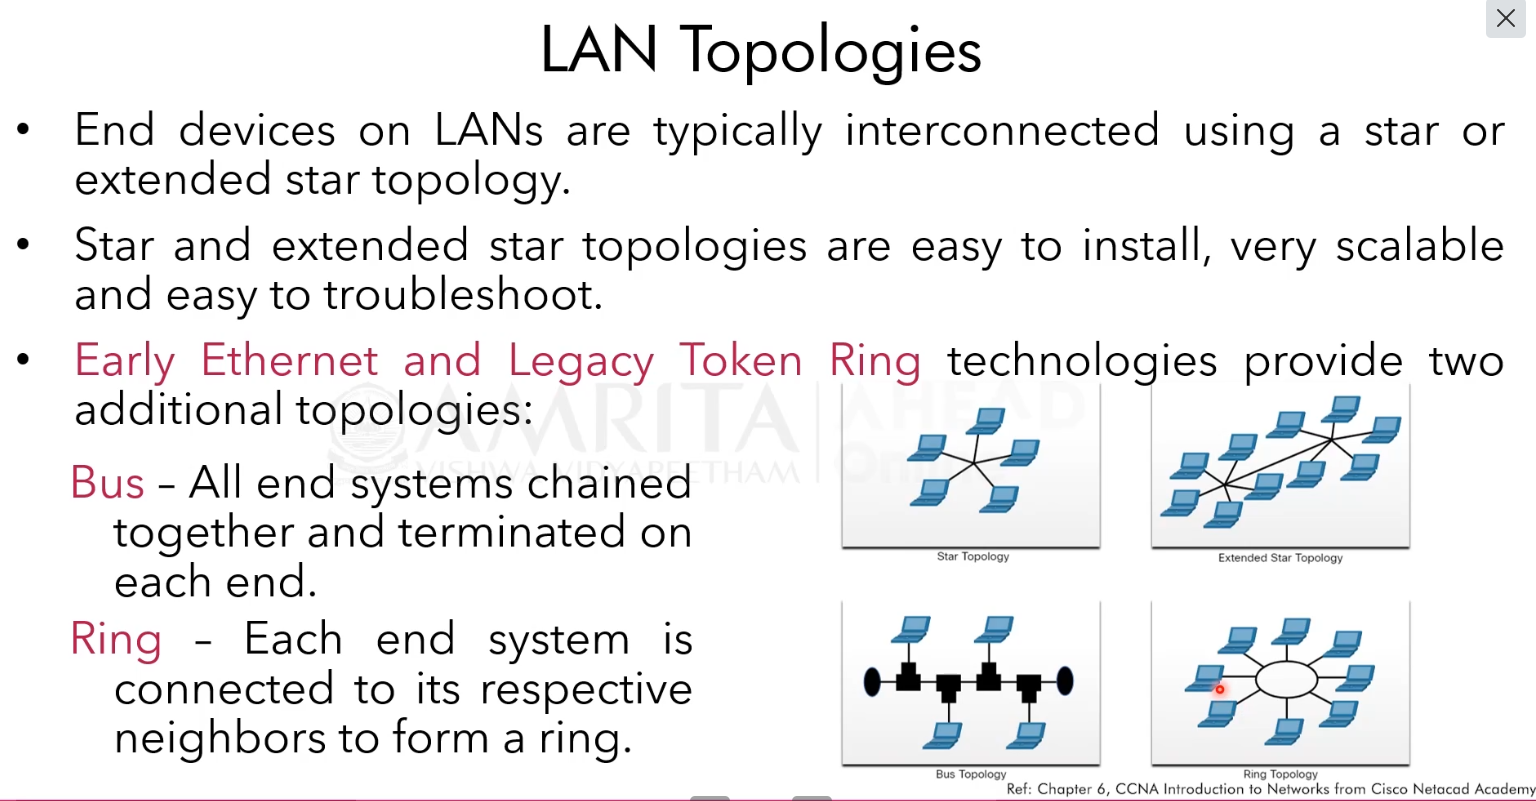 LAN Topologies
• End devices on LANs are typically interconnected using a star or
extended star topology.
• Star and extended star topologies are easy to install, very scalable
and easy to troubleshoot.
• Early Ethernet and Legacy Token Ring technologies provide two
additional topologies:
Bus – All end systems chained
together and terminated on
each end.
Ring – Each end system is
connected to its respective
neighbors to form a ring.
AMRITA
VISHWA VIDYAPEETHAM
AHEAD
Online
Star Topology
Extended Star Topology
Bus Topology
Ring Topology
Ref: Chapter 6, CCNA Introduction to Networks from Cisco Netacad Academy